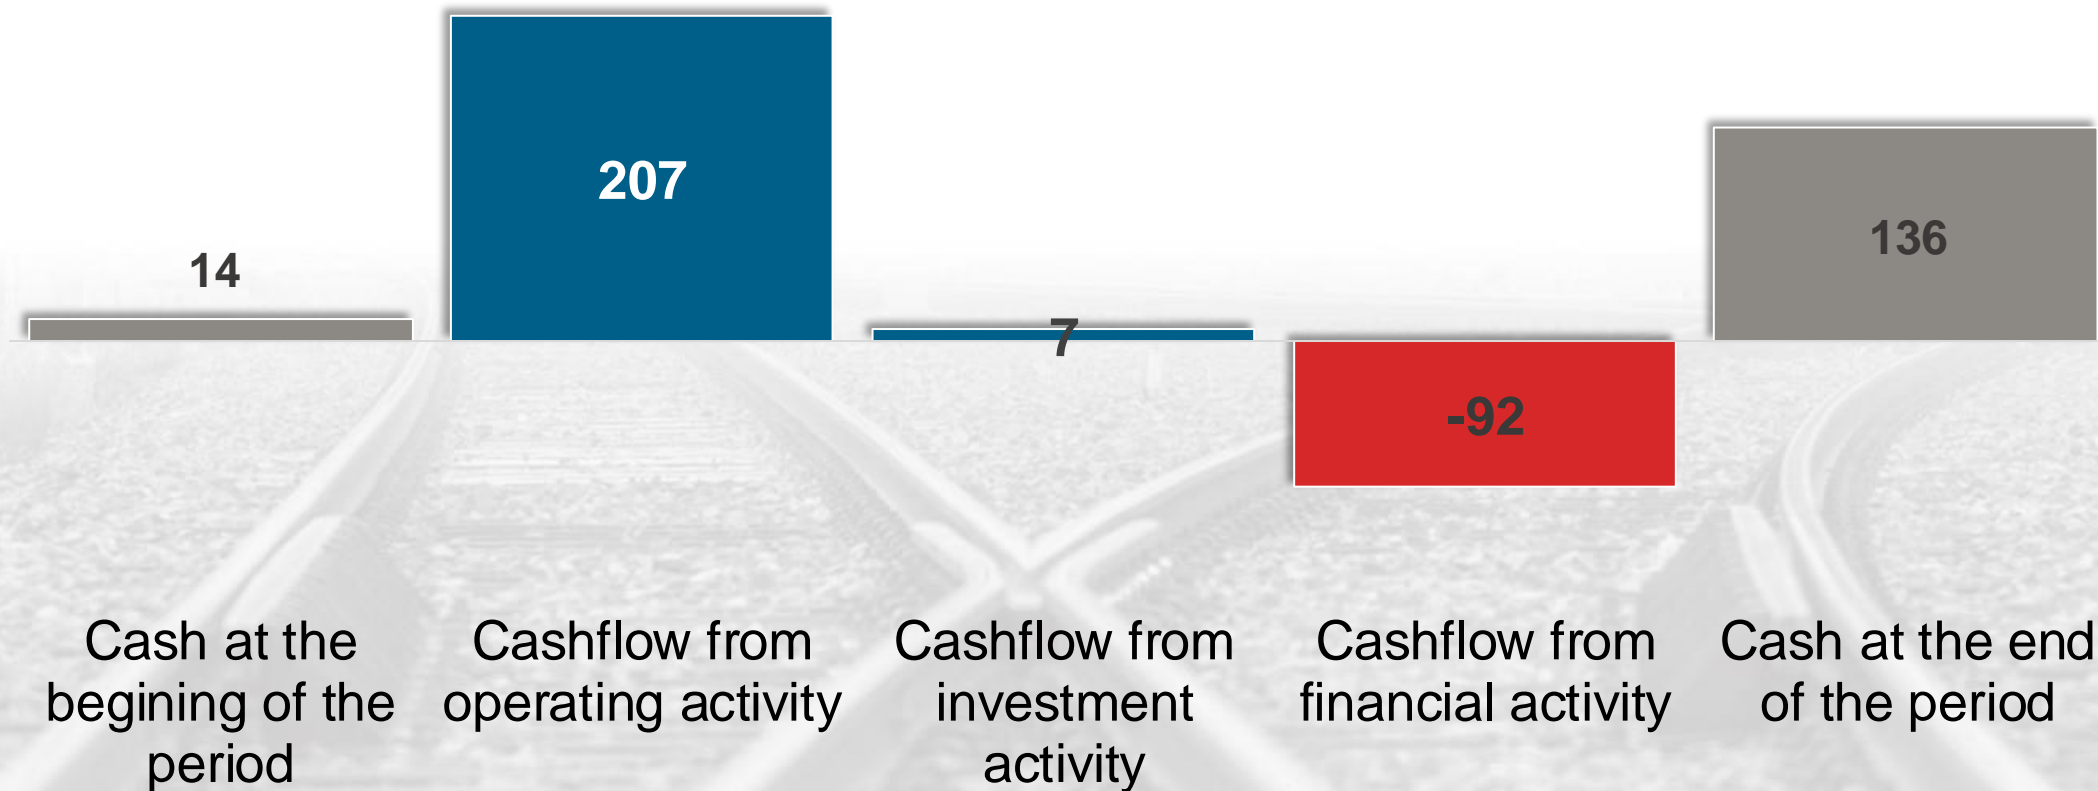 207
136
14
7
-92
Cash at the
begining of the
period
Cashflow from
operating activity
Cashflow from
investment
activity
Cashflow from
financial activity
Cash at the end
of the period